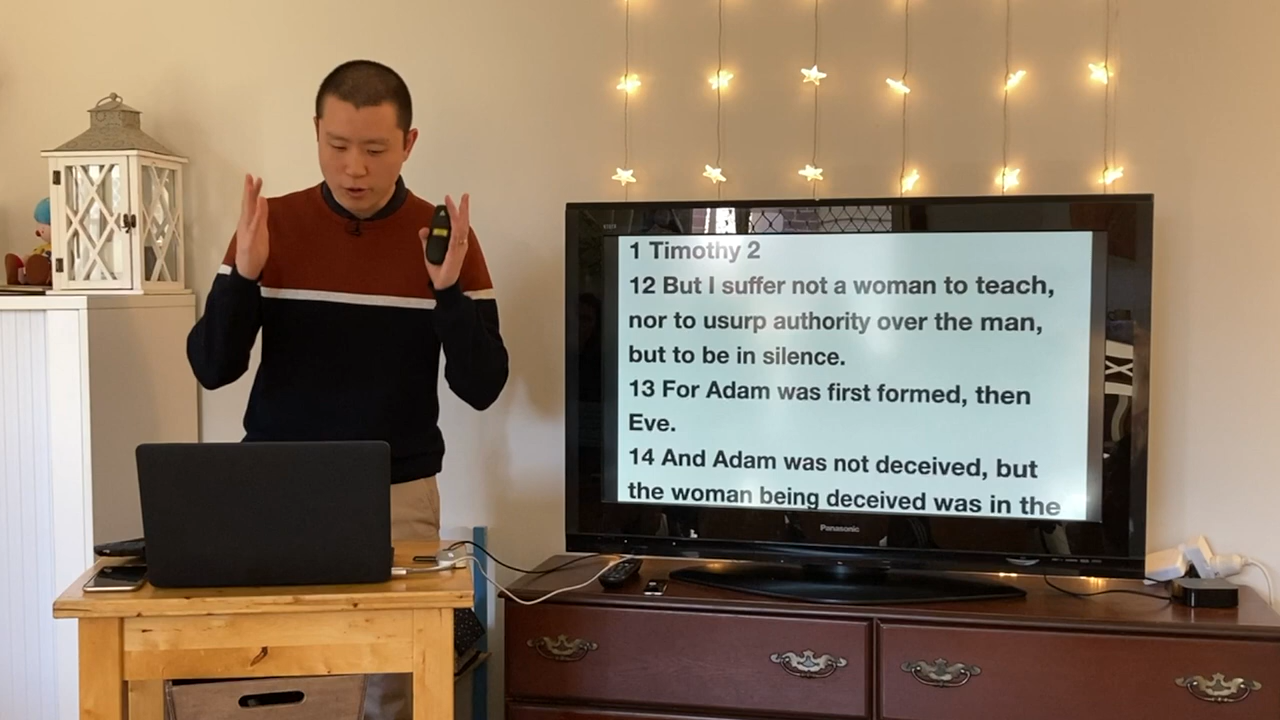 1 Timothy 2
12 But I suffer not a woman to teach,
nor to usurp authority over the man,
but to be in silence.
13 For Adam was first formed, then
Eve.
14 And Adam was not deceived, but
the woman being deceived was in the
Panasonic